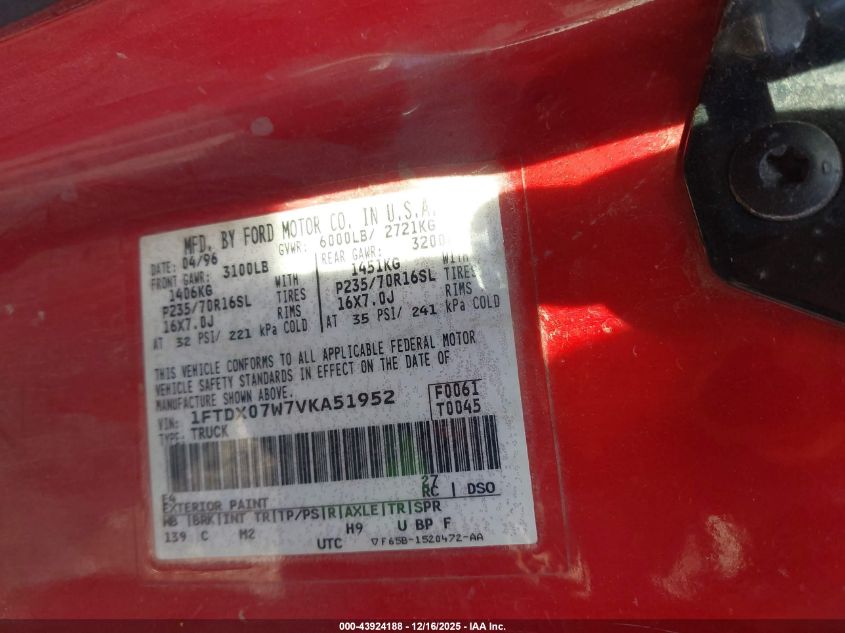 MFD. BY FORD MOTOR CO. IN U.S.A.
DATE: 04/96 GVWR: 6000LB/ 2721KG
FRONT GAWR: 3100LB REAR GAWR: 3200
1406KG WITH 1451KG WITH
P235/70R16SL TIRES P235/70R16SL TIRES
16X7.0J RIMS 16X7.0J RIMS
AT 32 PSI/ 221 kPa COLD AT 35 PSI/ 241 kPa COLD
THIS VEHICLE CONFORMS TO ALL APPLICABLE FEDERAL MOTOR
VEHICLE SAFETY STANDARDS IN EFFECT ON THE DATE OF
MANUFACTURE SHOWN ABOVE.
VIN: 1FTDX07W7VKA51952 F0061
TYPE: TRUCK T0045
E4 27
EXTERIOR PAINT RC | DSO
WB |BRK|INT TR|TP/PS|R|AXLE|TR|SPR
139 C M2 H9 U BP F
UTC ▽F65B-1520472-AA
000-43924188 - 12/16/2025 - IAA Inc.